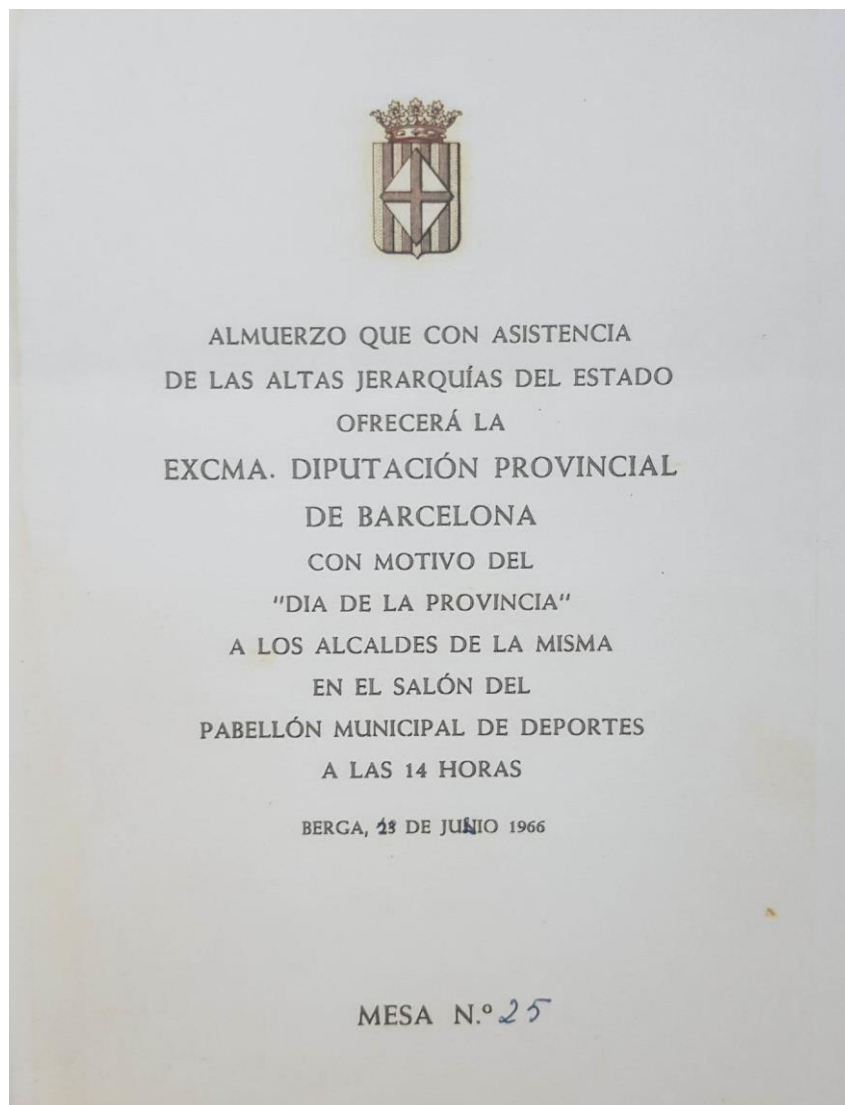 ALMUERZO QUE CON ASISTENCIA
DE LAS ALTAS JERARQUÍAS DEL ESTADO
OFRECERÁ LA
EXCMA. DIPUTACIÓN PROVINCIAL
DE BARCELONA
CON MOTIVO DEL
"DIA DE LA PROVINCIA"
A LOS ALCALDES DE LA MISMA
EN EL SALÓN DEL
PABELLÓN MUNICIPAL DE DEPORTES
A LAS 14 HORAS
BERGA, DE 1966
MESA N.º 25